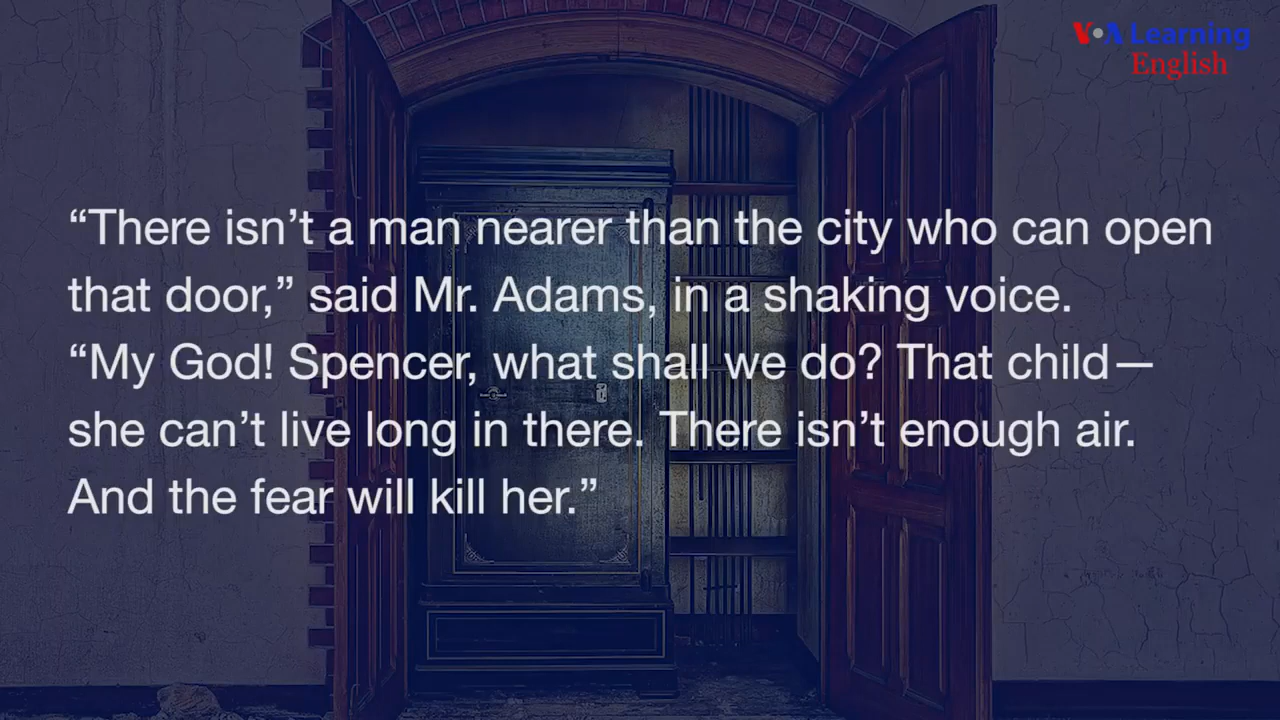 VOA Learning
English
“There isn’t a man nearer than the city who can open
that door,” said Mr. Adams, in a shaking voice.
“My God! Spencer, what shall we do? That child—
she can’t live long in there. There isn’t enough air.
And the fear will kill her.”